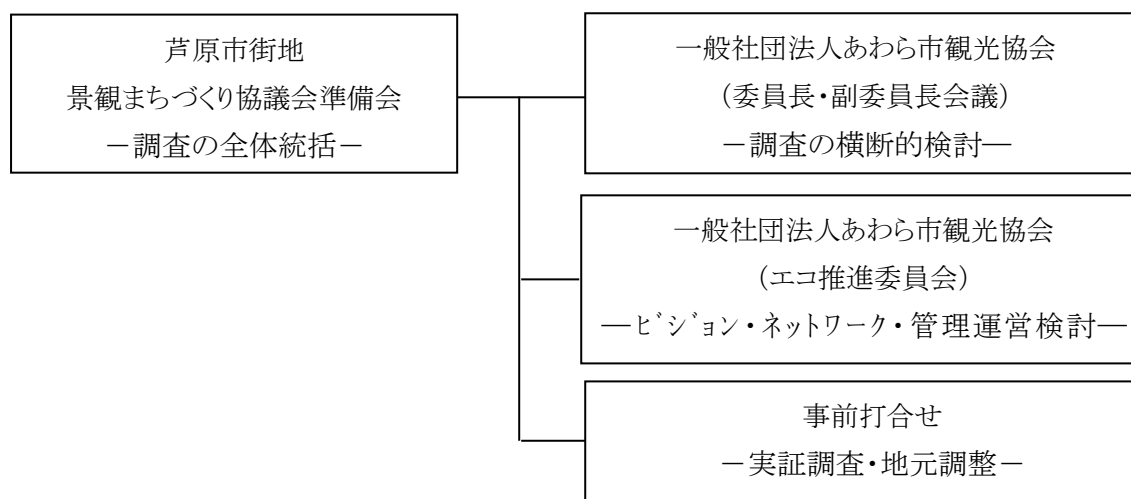 芦原市街地
景観まちづくり協議会準備会
－調査の全体統括－
一般社団法人あわら市観光協会
（委員長・副委員長会議）
－調査の横断的検討―
一般社団法人あわら市観光協会
（エコ推進委員会）
―ﾋﾞｼﾞｮﾝ・ﾈｯﾄﾜｰｸ・管理運営検討―
事前打合せ
－実証調査・地元調整－